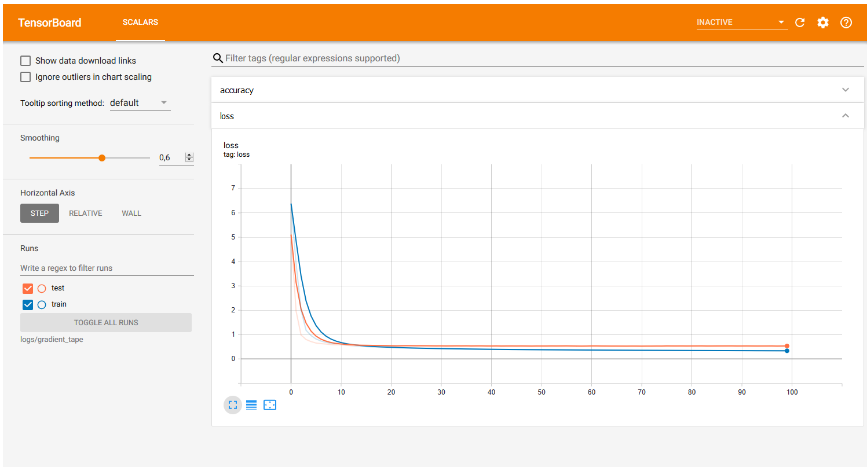 TensorBoard SCALARS INACTIVE
Show data download links
Ignore outliers in chart scaling
Tooltip sorting method: default
Smoothing
0,6
Horizontal Axis
STEP RELATIVE WALL
Runs
Write a regex to filter runs
test
train
TOGGLE ALL RUNS
logs/gradient_tape
Filter tags (regular expressions supported)
accuracy
loss
loss
tag: loss
7
6
5
4
3
2
1
0
0 10 20 30 40 50 60 70 80 90 100